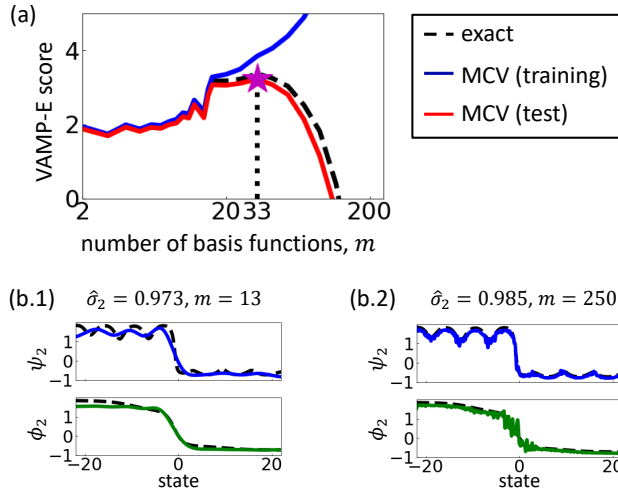 (a)
VAMP-E score
4
2
0
2 20 33 200
number of basis functions, m
exact
MCV (training)
MCV (test)
(b.1) σ̂₂ = 0.973, m = 13
ψ₂
1
0
−1
ϕ₂
1
0
−1
−20 0 20
state
(b.2) σ̂₂ = 0.985, m = 250
ψ₂
1
0
−1
ϕ₂
1
0
−1
−20 0 20
state